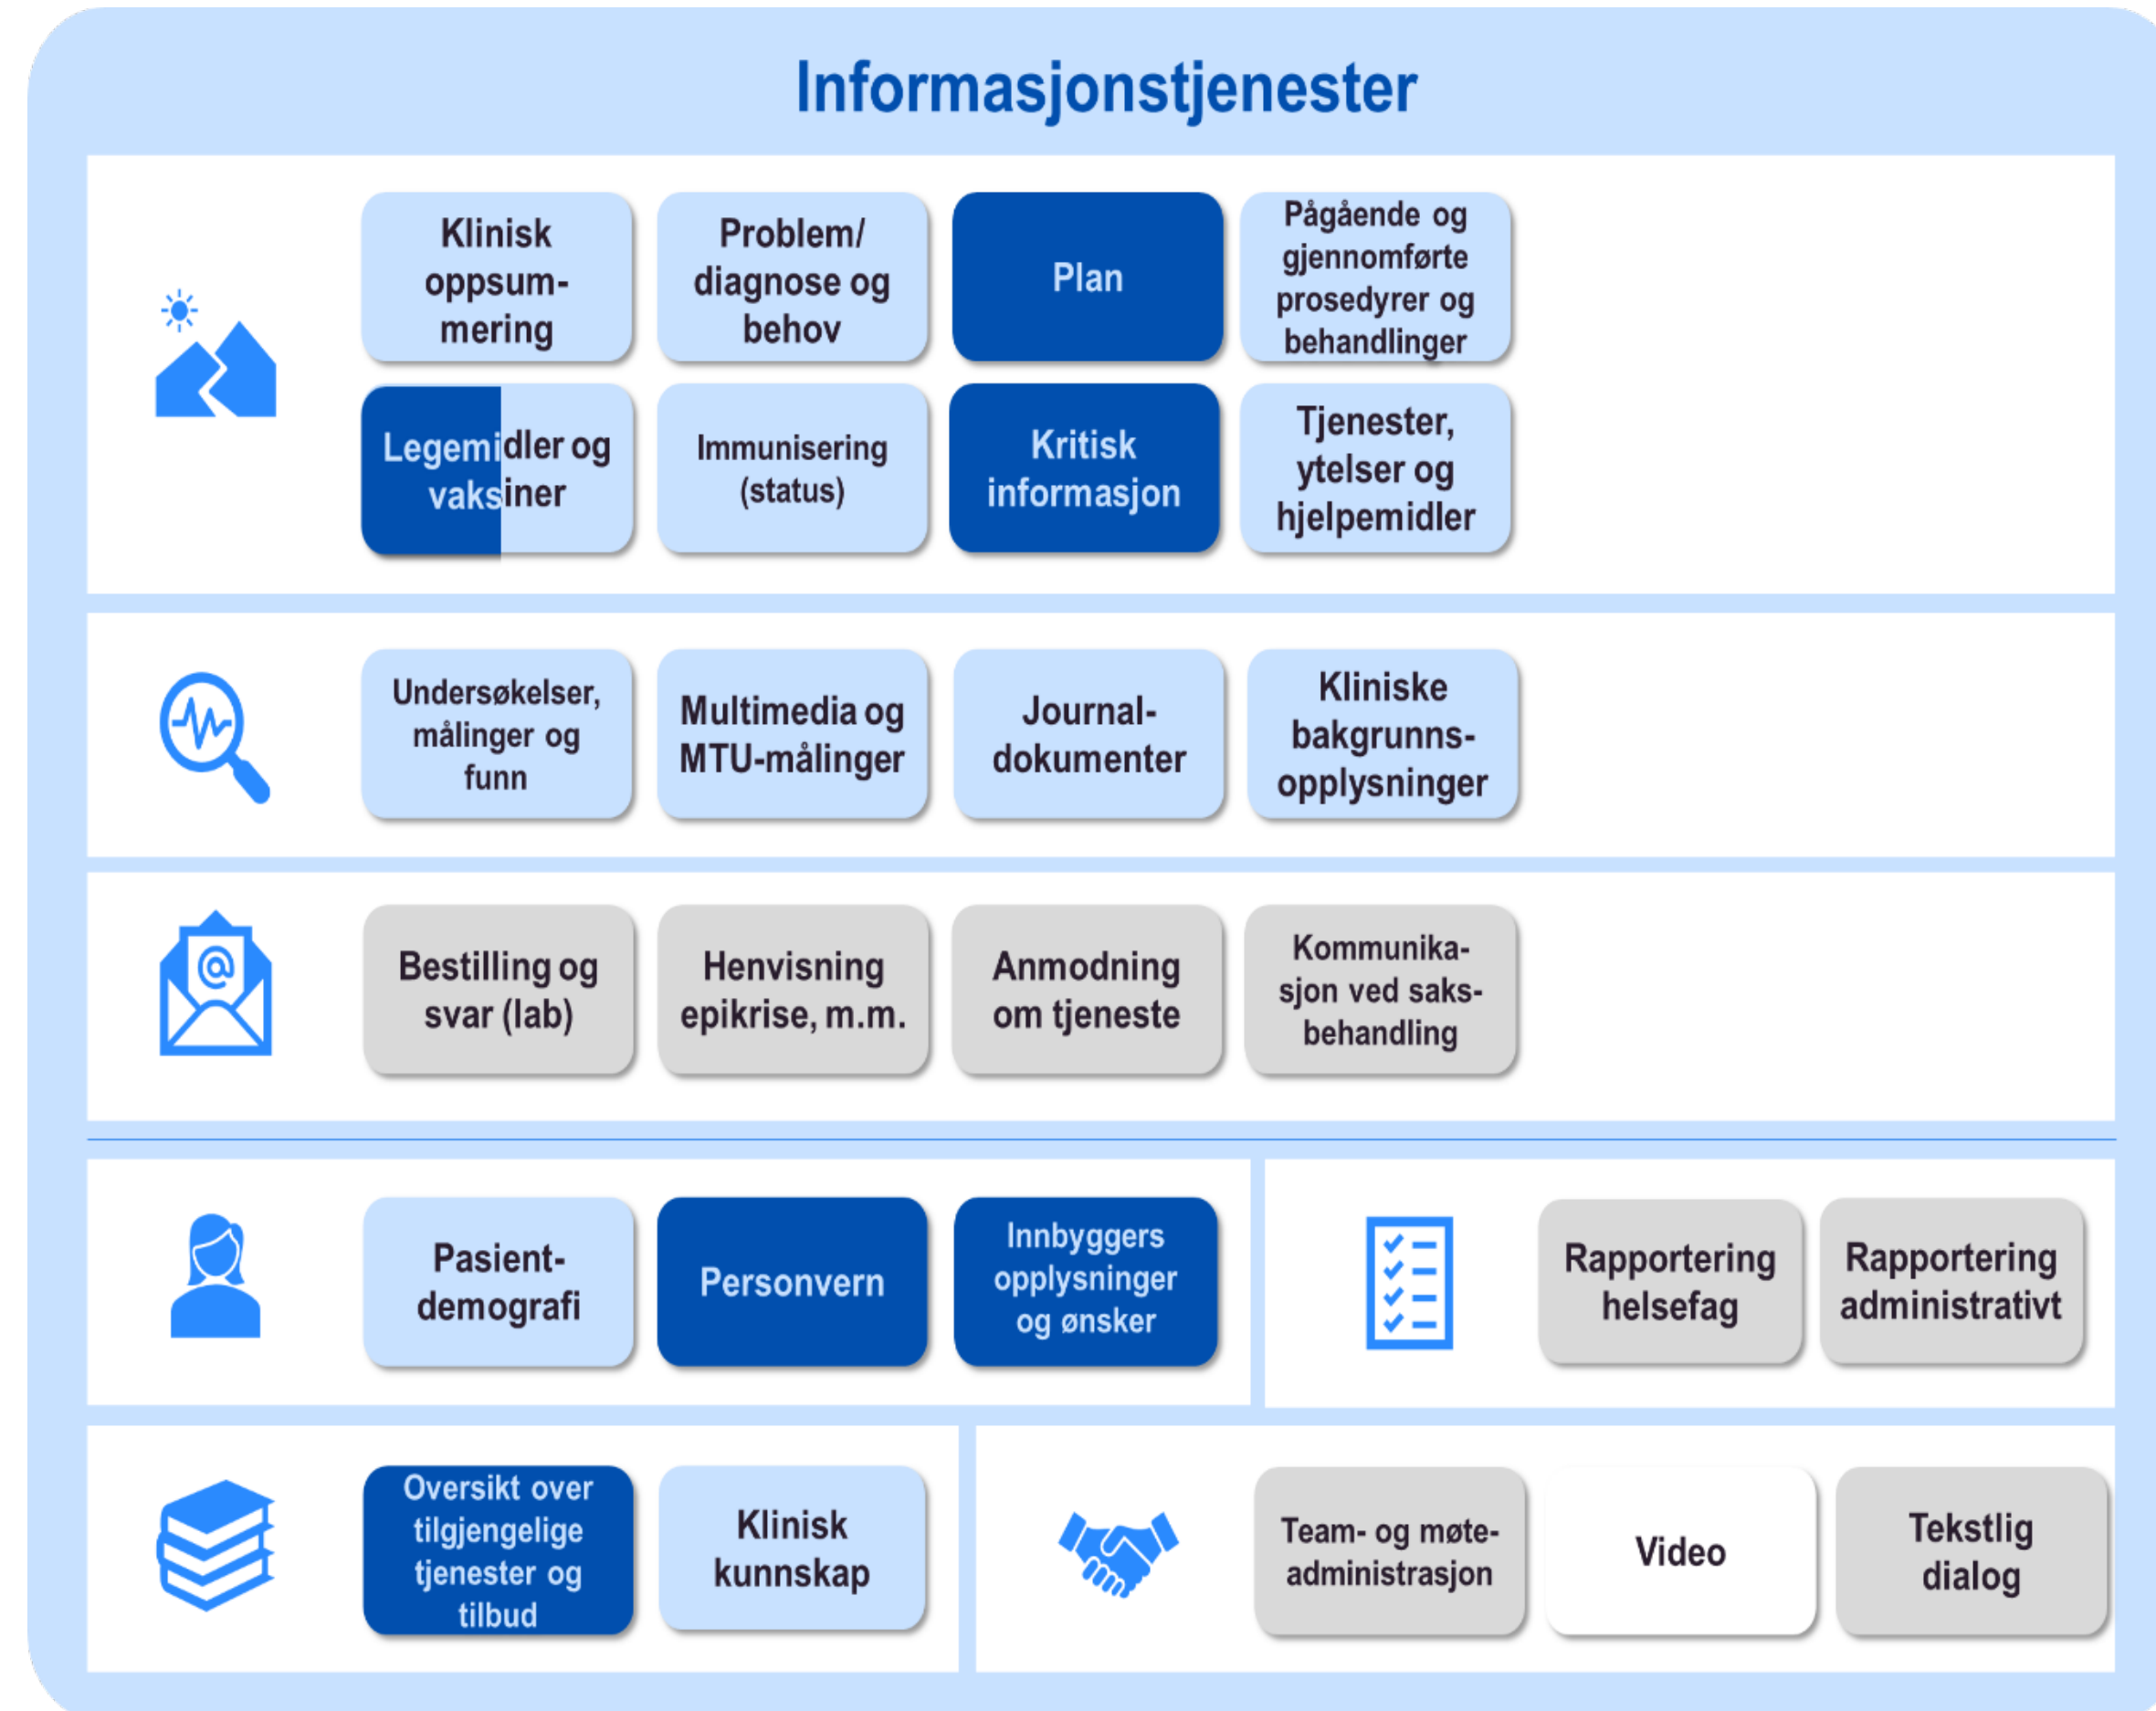 Informasjonstjenester
Klinisk
oppsum-
mering
Problem/
diagnose og
behov
Plan
Pågående og
gjennomførte
prosedyrer og
behandlinger
Legemidler og
vaksiner
Immunisering
(status)
Kritisk
informasjon
Tjenester,
ytelser og
hjelpemidler
Undersøkelser,
målinger og
funn
Multimedia og
MTU-målinger
Journal-
dokumenter
Kliniske
bakgrunns-
opplysninger
@
Bestilling og
svar (lab)
Henvisning
epikrise, m.m.
Anmodning
om tjeneste
Kommunika-
sjon ved saks-
behandling
Pasient-
demografi
Personvern
Innbyggers
opplysninger
og ønsker
Rapportering
helsefag
Rapportering
administrativt
Oversikt over
tilgjengelige
tjenester og
tilbud
Klinisk
kunnskap
Team- og møte-
administrasjon
Video
Tekstlig
dialog